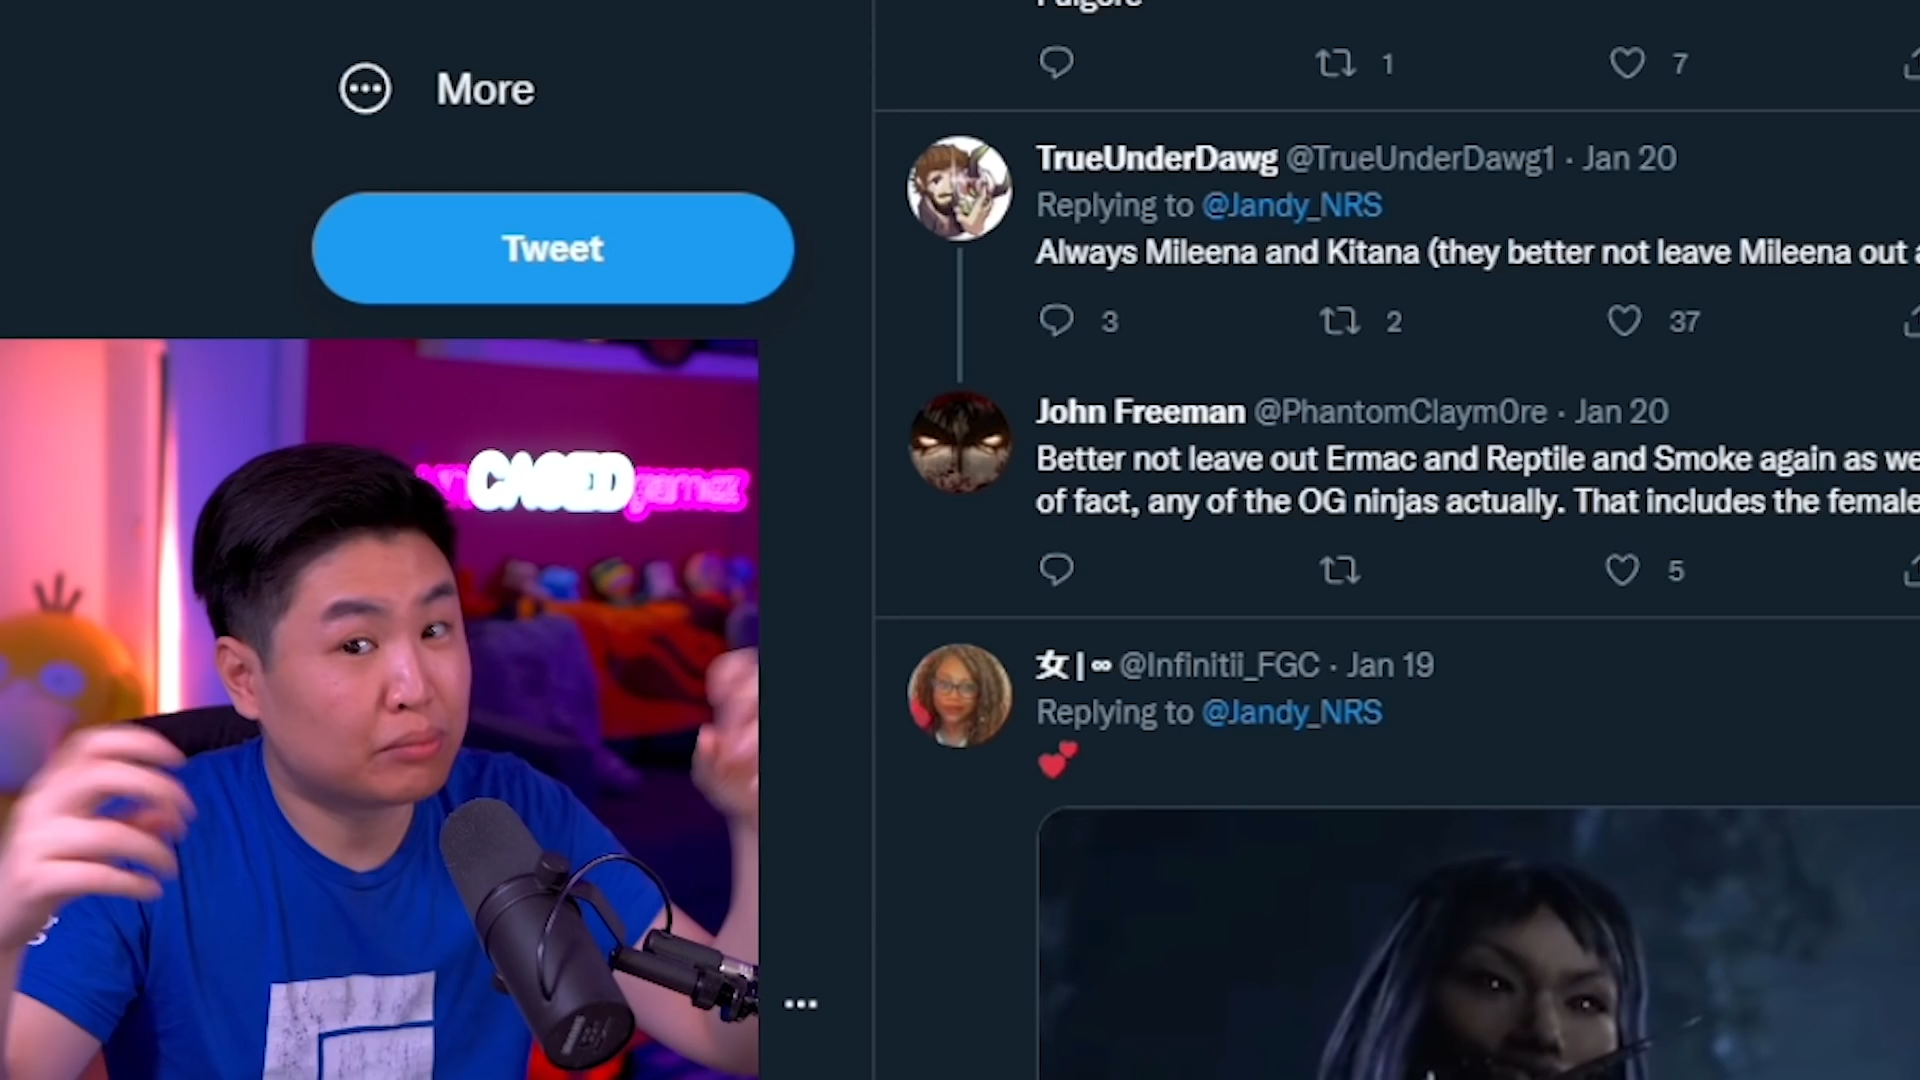 More
Tweet
CAGED gamez
1
7
TrueUnderDawg @TrueUnderDawg1 · Jan 20
Replying to @Jandy_NRS
Always Mileena and Kitana (they better not leave Mileena out
3
2
37
John Freeman @PhantomClaym0re · Jan 20
Better not leave out Ermac and Reptile and Smoke again as
of fact, any of the OG ninjas actually. That includes the female
5
女 | ∞ @Infinitii_FGC · Jan 19
Replying to @Jandy_NRS
💕